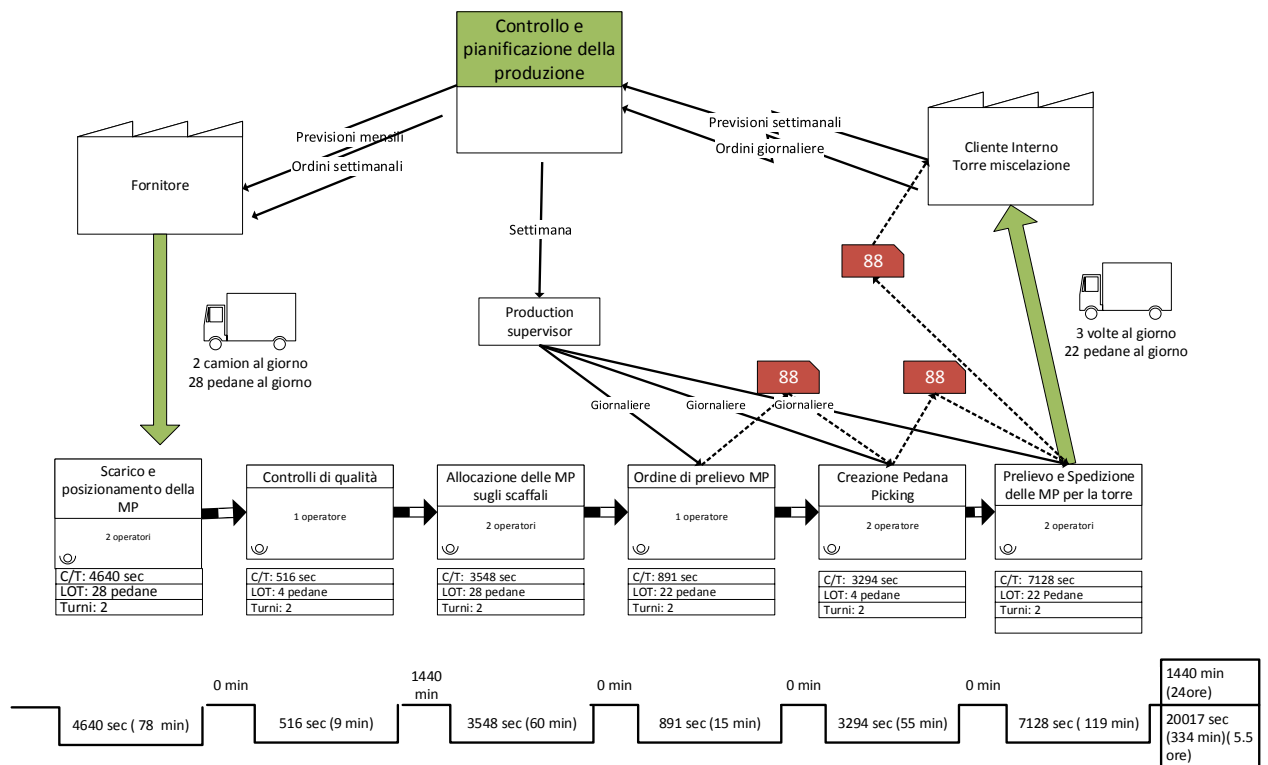 Controllo e
pianificazione della
produzione
Previsioni mensili
Ordini settimanali
Previsioni settimanali
Ordini giornaliere
Fornitore
Cliente Interno
Torre miscelazione
Settimana
88
2 camion al giorno
28 pedane al giorno
Production
supervisor
3 volte al giorno
22 pedane al giorno
88
88
Giornaliere
Giornaliere
Giornaliere
Scarico e
posizionamento della
MP
2 operatori
C/T: 4640 sec
LOT: 28 pedane
Turni: 2
Controlli di qualità
1 operatore
C/T: 516 sec
LOT: 4 pedane
Turni: 2
Allocazione delle MP
sugli scaffali
2 operatori
C/T: 3548 sec
LOT: 28 pedane
Turni: 2
Ordine di prelievo MP
1 operatore
C/T: 891 sec
LOT: 22 pedane
Turni: 2
Creazione Pedana
Picking
2 operatore
C/T: 3294 sec
LOT: 4 pedane
Turni: 2
Prelievo e Spedizione
delle MP per la torre
2 operatori
C/T: 7128 sec
LOT: 22 Pedane
Turni: 2
0 min
1440
min
0 min
0 min
0 min
1440 min
(24ore)
4640 sec ( 78 min)
516 sec (9 min)
3548 sec (60 min)
891 sec (15 min)
3294 sec (55 min)
7128 sec ( 119 min)
20017 sec
(334 min)( 5.5
ore)